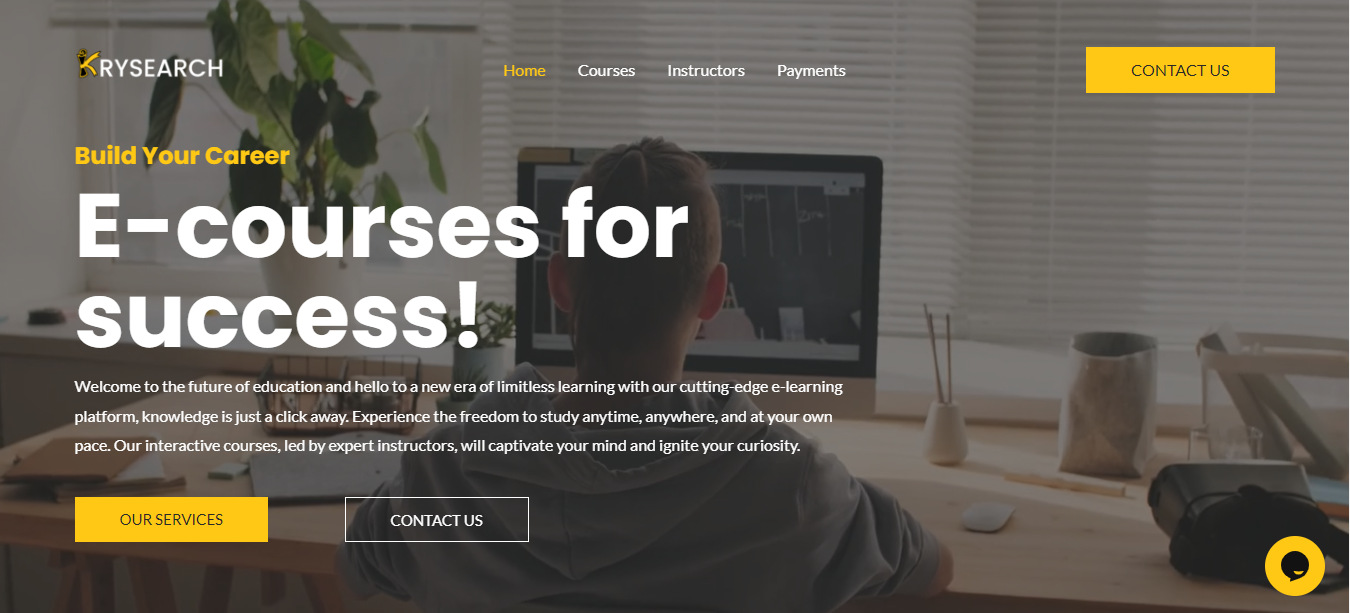 KRYSEARCH
Home Courses Instructors Payments
CONTACT US
Build Your Career
E-courses for
success!
Welcome to the future of education and hello to a new era of limitless learning with our cutting-edge e-learning
platform, knowledge is just a click away. Experience the freedom to study anytime, anywhere, and at your own
pace. Our interactive courses, led by expert instructors, will captivate your mind and ignite your curiosity.
OUR SERVICES
CONTACT US